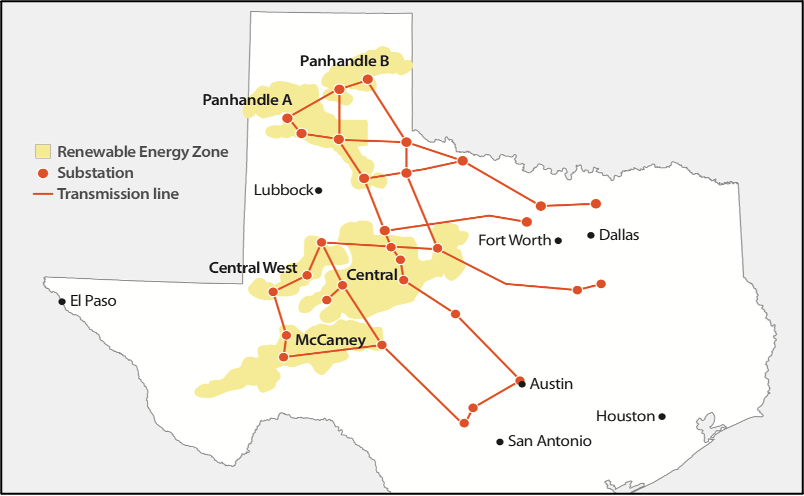 Panhandle B
Panhandle A
Renewable Energy Zone
Substation
Transmission line
Lubbock
Fort Worth
Dallas
Central West
Central
El Paso
McCamey
Austin
Houston
San Antonio